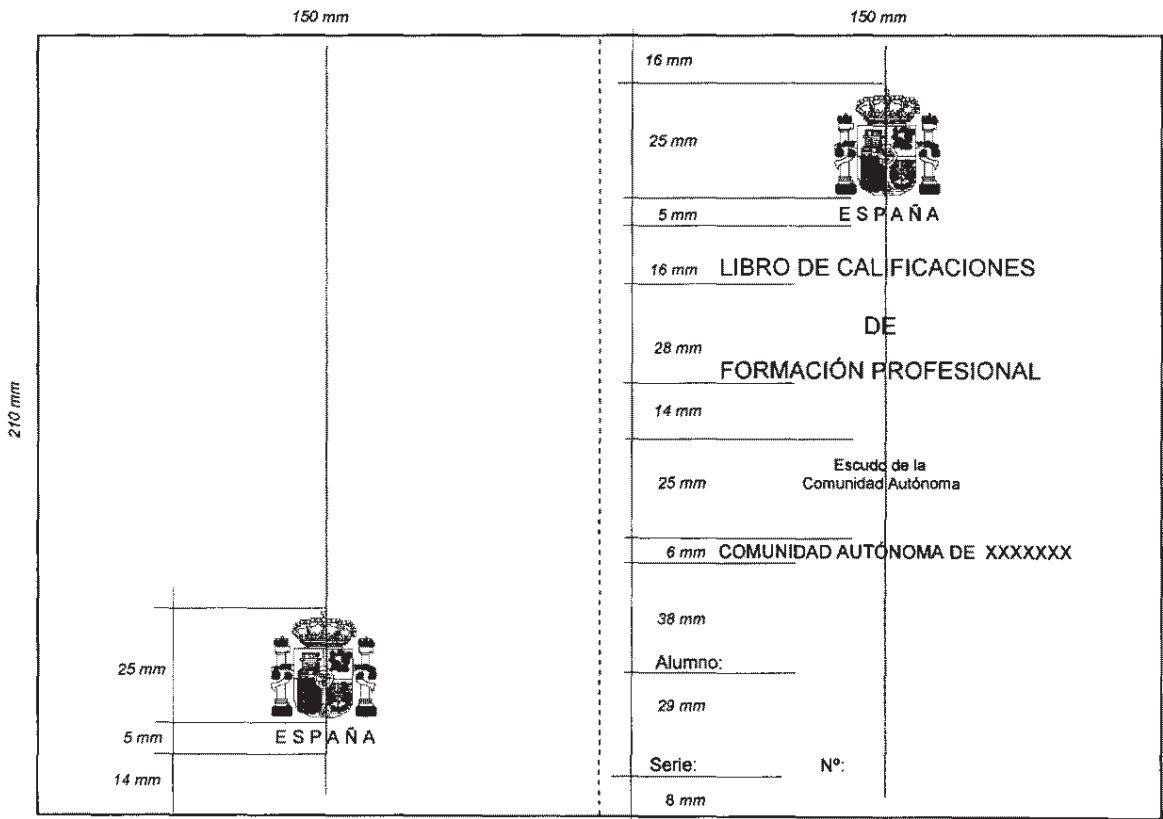 150 mm
150 mm
210 mm
25 mm
5 mm
ESPAÑA
14 mm
16 mm
25 mm
5 mm
ESPAÑA
16 mm
LIBRO DE CALIFICACIONES
DE
28 mm
FORMACIÓN PROFESIONAL
14 mm
Escudo de la
25 mm
Comunidad Autónoma
6 mm
COMUNIDAD AUTÓNOMA DE XXXXXXX
38 mm
Alumno:
29 mm
Serie: Nº:
8 mm